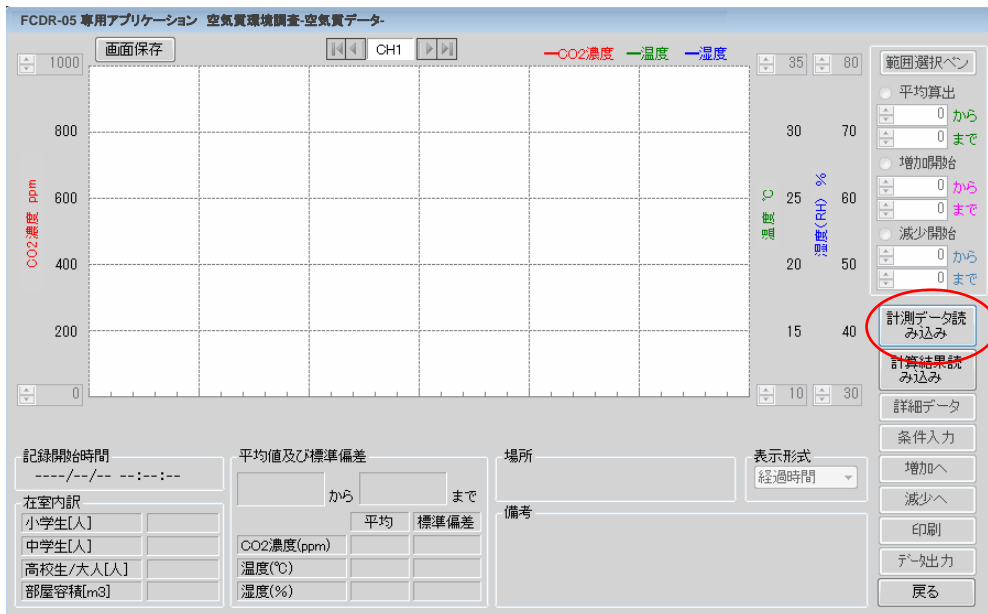 FCDR-05 専用アプリケーション 空気質環境調査-空気質データ-
画面保存
CH1
CO2濃度 温度 湿度
1000
800
600
400
200
0
CO2濃度 ppm
35
30
25
20
15
10
温度 ℃
80
70
60
50
40
30
湿度(RH) %
範囲選択ペン
平均算出
0 から
0 まで
増加開始
0 から
0 まで
減少開始
0 から
0 まで
計測データ読
み込み
計算結果読
み込み
詳細データ
条件入力
増加へ
減少へ
印刷
データ出力
戻る
記録開始時間
----/--/-- --:--:--
在室内訳
小学生[人]
中学生[人]
高校生/大人[人]
部屋容積[m3]
平均値及び標準偏差
から まで
平均 標準偏差
CO2濃度(ppm)
温度(℃)
湿度(%)
場所
備考
表示形式
経過時間